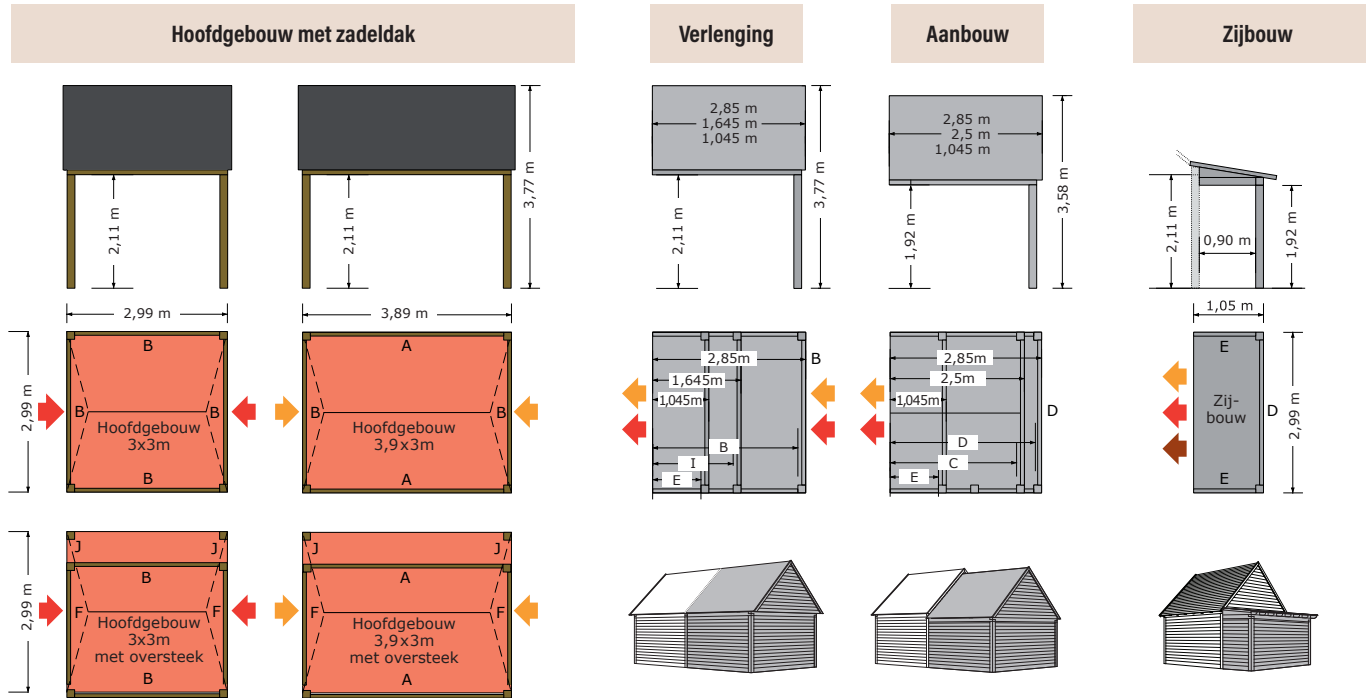 Hoofdgebouw met zadeldak
Verlenging
Aanbouw
Zijbouw
2,11 m
2,11 m
3,77 m
2,85 m
1,645 m
1,045 m
2,11 m
3,77 m
2,85 m
2,5 m
1,045 m
1,92 m
3,58 m
2,11 m
0,90 m
1,92 m
2,99 m
3,89 m
1,05 m
2,99 m
B
B
B
Hoofdgebouw
3x3m
B
A
B
B
Hoofdgebouw
3,9x3m
A
2,85m
B
1,645m
1,045m
B
I
E
2,85m
2,5m
1,045m
D
D
C
E
E
Zij-
bouw
D
E
2,99 m
2,99 m
J
J
B
F
F
Hoofdgebouw
3x3m
met oversteek
B
J
J
A
F
F
Hoofdgebouw
3,9x3m
met oversteek
A